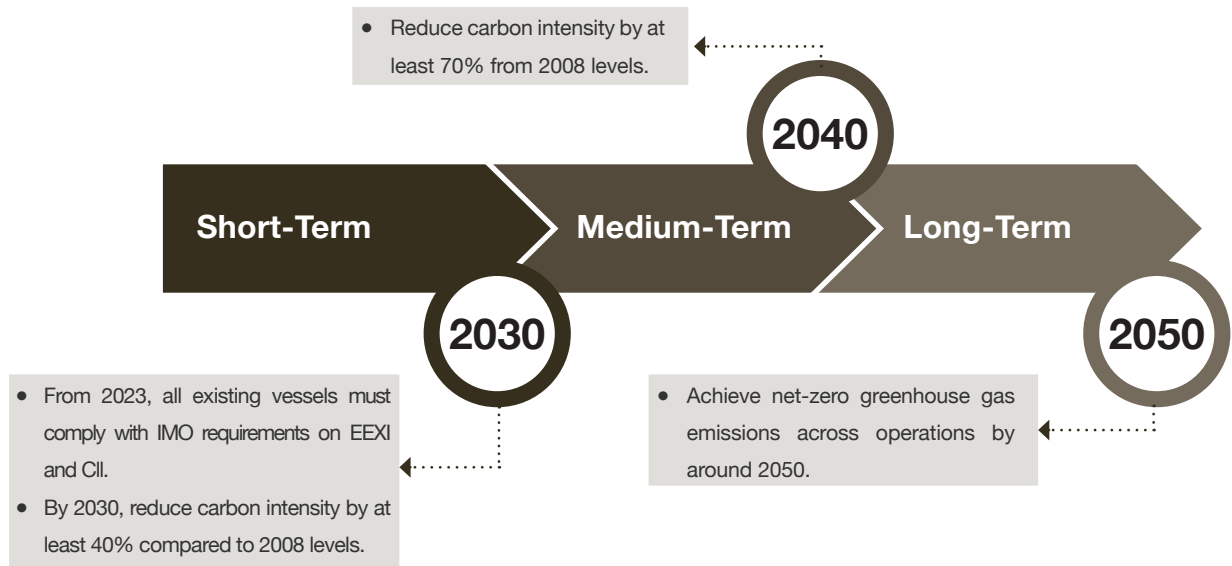 • Reduce carbon intensity by at
least 70% from 2008 levels.
2040
Short-Term
Medium-Term
Long-Term
2030
2050
• From 2023, all existing vessels must
comply with IMO requirements on EEXI
and CII.
• By 2030, reduce carbon intensity by at
least 40% compared to 2008 levels.
• Achieve net-zero greenhouse gas
emissions across operations by
around 2050.